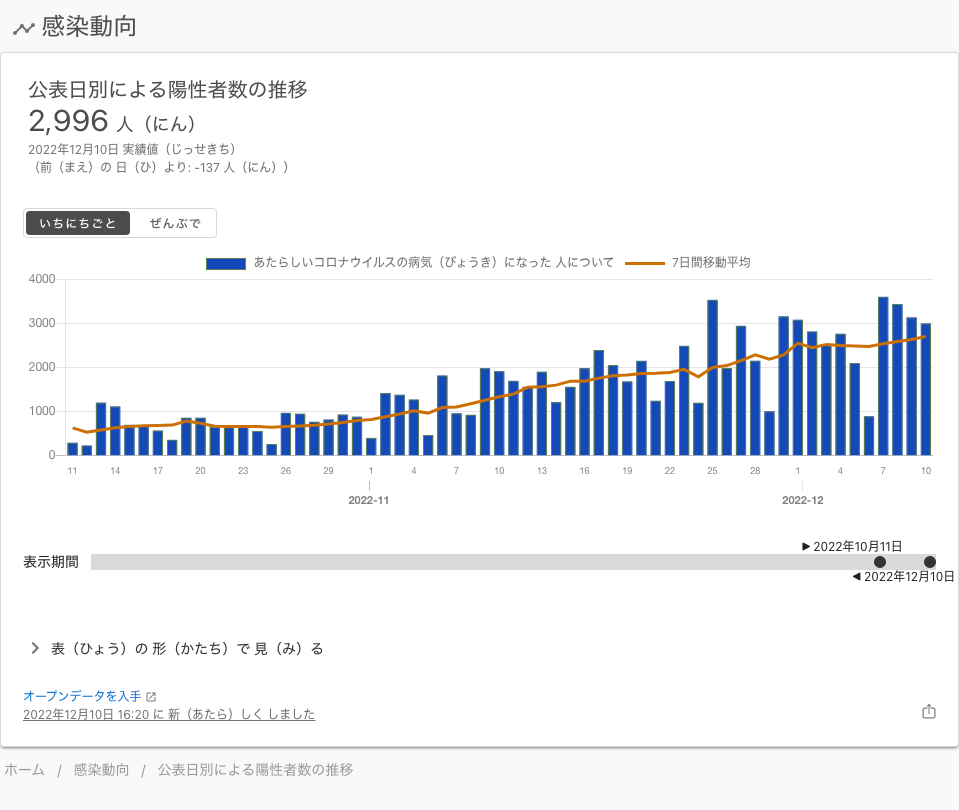 感染動向
公表日別による陽性者数の推移
2,996 人（にん）
2022年12月10日 実績値（じっせきち）
（前（まえ）の 日（ひ）より: -137 人（にん））
いちにちごと ぜんぶで
あたらしいコロナウイルスの病気（びょうき）になった 人について 7日間移動平均
4000
3000
2000
1000
0
11 14 17 20 23 26 29 1 4 7 10 13 16 19 22 25 28 1 4 7 10
2022-11 2022-12
2022年10月11日
表示期間
2022年12月10日
表（ひょう）の 形（かたち）で 見（み）る
オープンデータを入手
2022年12月10日 16:20 に 新（あたら）しく しました
ホーム / 感染動向 / 公表日別による陽性者数の推移